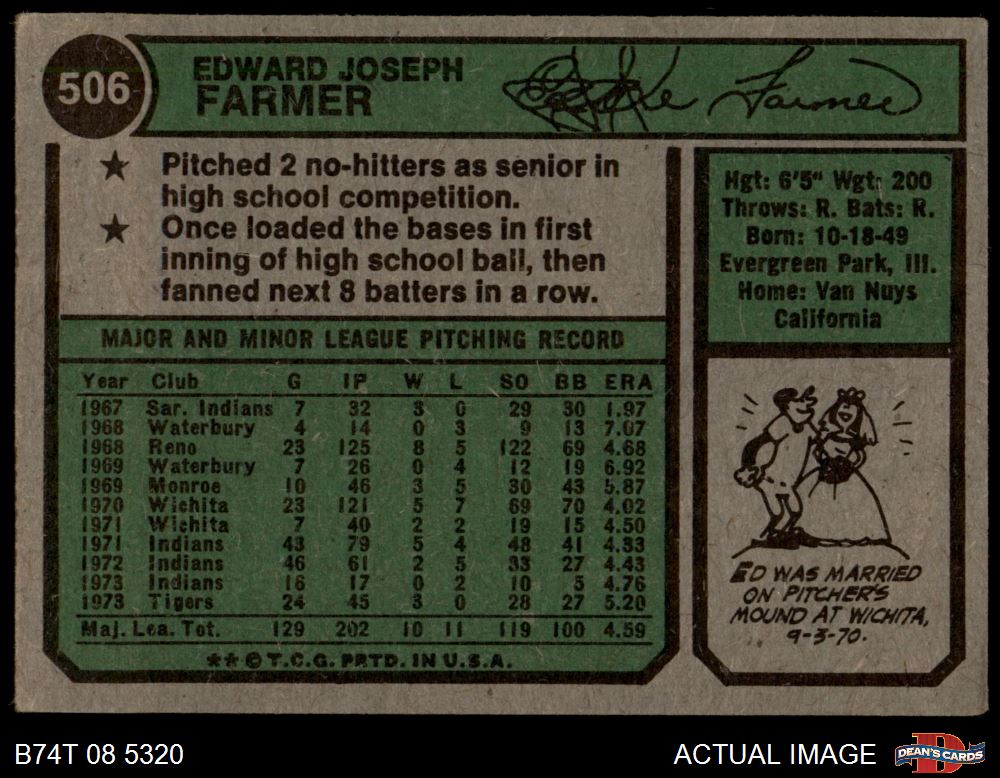 506
EDWARD JOSEPH
FARMER
Farmer
★ Pitched 2 no-hitters as senior in
high school competition.
★ Once loaded the bases in first
inning of high school ball, then
fanned next 8 batters in a row.
Hgt: 6'5" Wgt: 200
Throws: R. Bats: R.
Born: 10-18-49
Evergreen Park, Ill.
Home: Van Nuys
California
MAJOR AND MINOR LEAGUE PITCHING RECORD
Year Club G IP W L SO BB ERA
1967 Sar. Indians 7 32 3 0 29 30 1.97
1968 Waterbury 4 14 0 3 9 13 7.07
1968 Reno 23 125 8 5 122 69 4.68
1969 Waterbury 7 26 0 4 12 19 6.92
1969 Monroe 10 46 3 5 30 43 5.87
1970 Wichita 23 121 5 7 69 70 4.02
1971 Wichita 7 40 2 2 19 15 4.50
1971 Indians 43 79 5 4 48 41 4.33
1972 Indians 46 61 2 5 33 27 4.43
1973 Indians 16 17 0 2 10 5 4.76
1973 Tigers 24 45 3 0 28 27 5.20
Maj. Lea. Tot. 129 202 10 11 119 100 4.59
★★ © T.C.G. PRTD. IN U.S.A.
ED WAS MARRIED
ON PITCHER'S
MOUND AT WICHITA,
9-3-70.
B74T 08 5320
ACTUAL IMAGE
DEAN'S CARDS